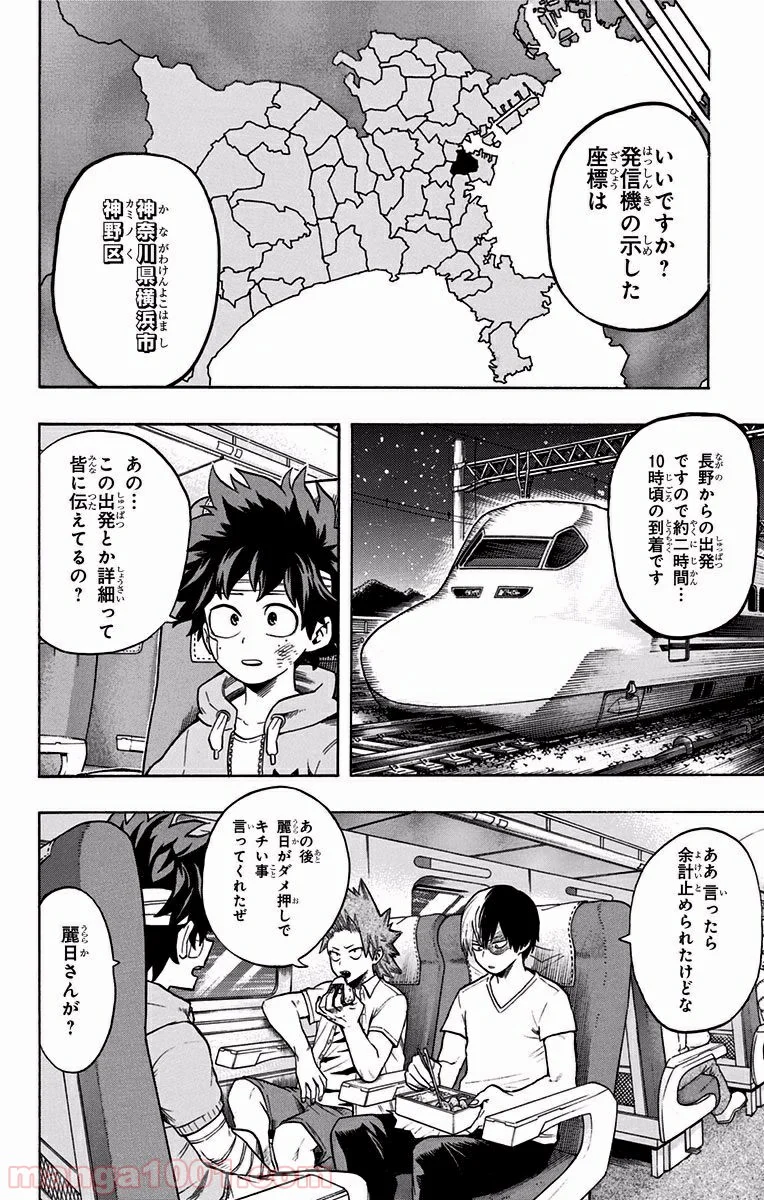 いいですか？
発信機の示した
座標は
神奈川県横浜市
神野区
長野からの出発
ですので約二時間…
10時頃の到着です
あの…
この出発とか詳細って
皆に伝えてるの？
ああ 言ったら
余計止められたけどな
あの後
麗日がダメ押しで
キチい事
言ってくれたぜ
麗日さんが？
manga1001.com